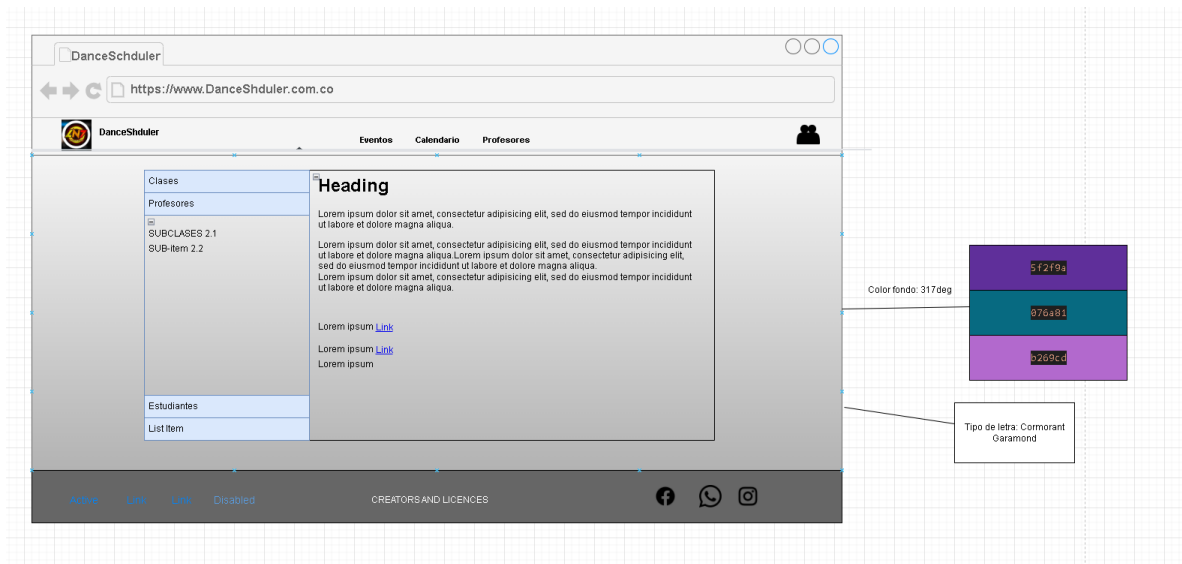 DanceSchduler
https://www.DanceShduler.com.co
DanceShduler
Eventos Calendario Profesores
Clases
Profesores
SUBCLASES 2.1
SUB-item 2.2
Estudiantes
List Item
Heading
Lorem ipsum dolor sit amet, consectetur adipisicing elit, sed do eiusmod tempor incididunt
ut labore et dolore magna aliqua.
Lorem ipsum dolor sit amet, consectetur adipisicing elit, sed do eiusmod tempor incididunt
ut labore et dolore magna aliqua.Lorem ipsum dolor sit amet, consectetur adipisicing elit,
sed do eiusmod tempor incididunt ut labore et dolore magna aliqua.
Lorem ipsum dolor sit amet, consectetur adipisicing elit, sed do eiusmod tempor incididunt
ut labore et dolore magna aliqua.
Lorem ipsum Link
Lorem ipsum Link
Lorem ipsum
Disabled
CREATORS AND LICENCES
Color fondo: 317deg
5f2f9a
076a81
b269cd
Tipo de letra: Cormorant
Garamond